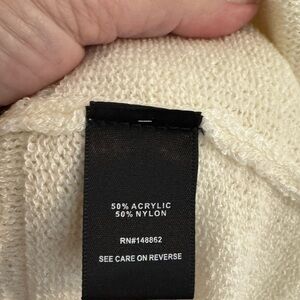 50% ACRYLIC
50% NYLON
RN#148862
SEE CARE ON REVERSE